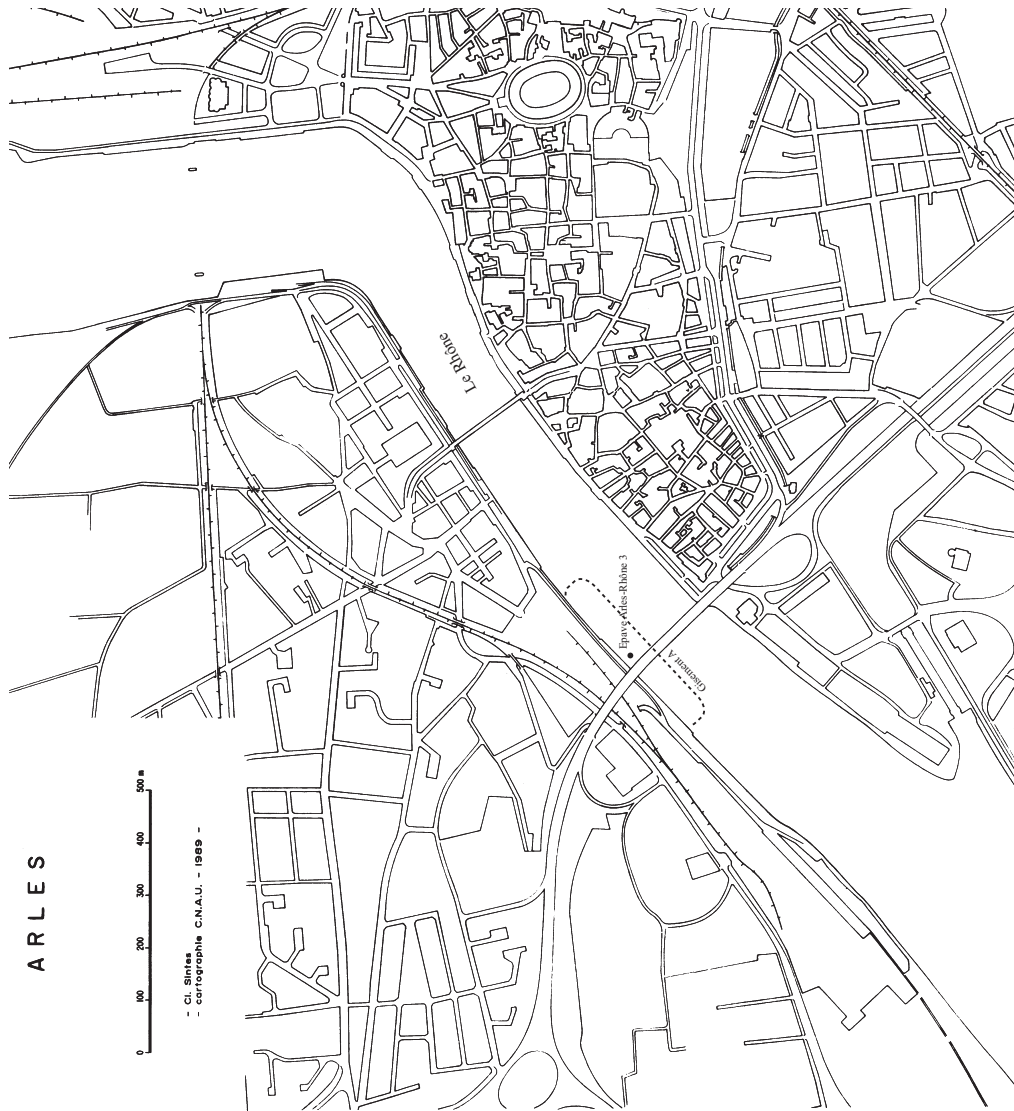 Le Rhône
Epave Arles-Rhône 3
Gisement A
ARLES
0 100 200 300 400 500 m
- Cl. Sintes
- cartographie C.N.A.U. - 1989 -